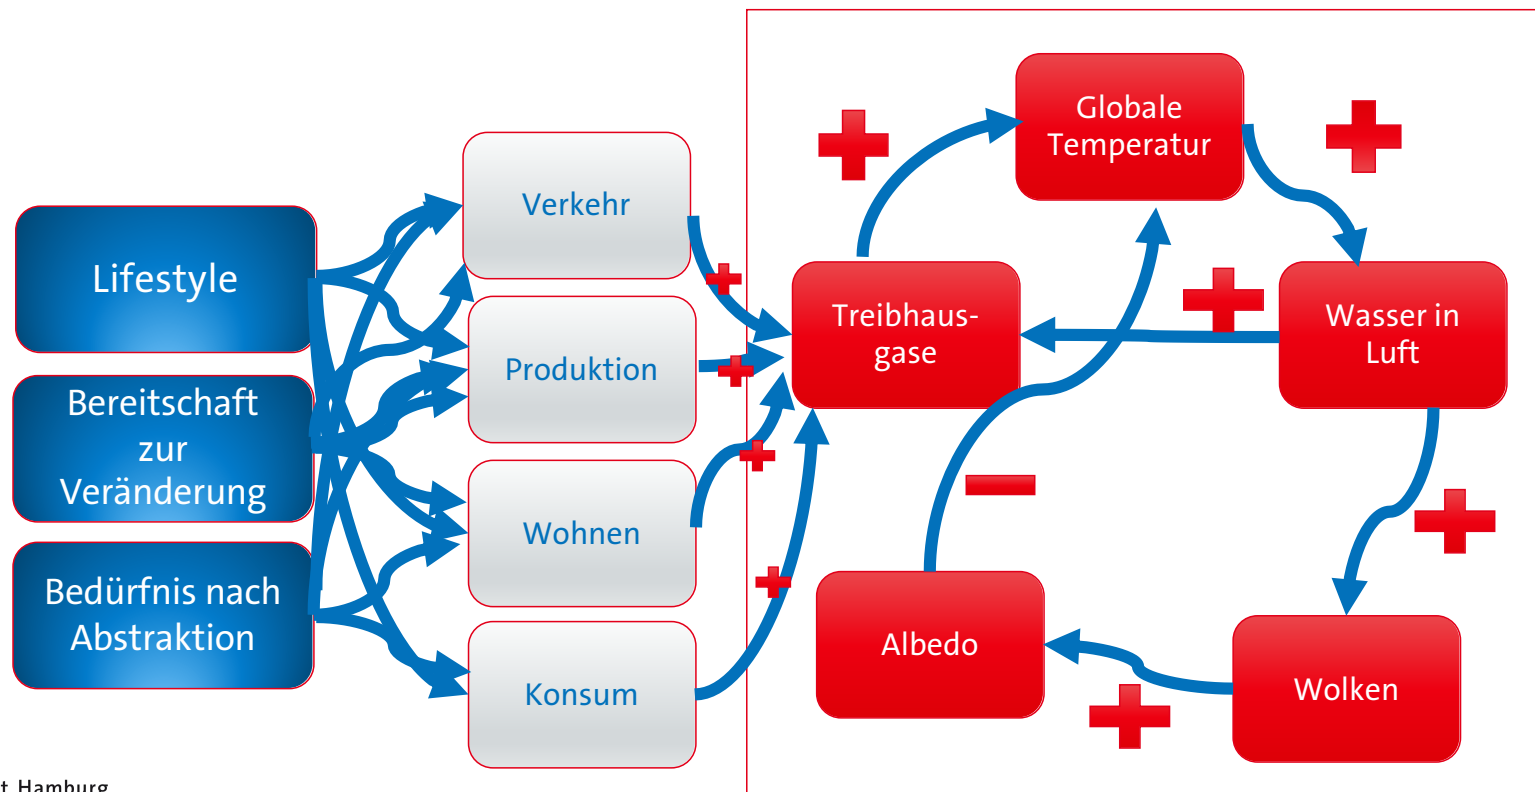 Lifestyle
Bereitschaft
zur
Veränderung
Bedürfnis nach
Abstraktion
Verkehr
Produktion
Wohnen
Konsum
Globale
Temperatur
Treibhaus-
gase
Wasser in
Luft
Albedo
Wolken
Hamburg